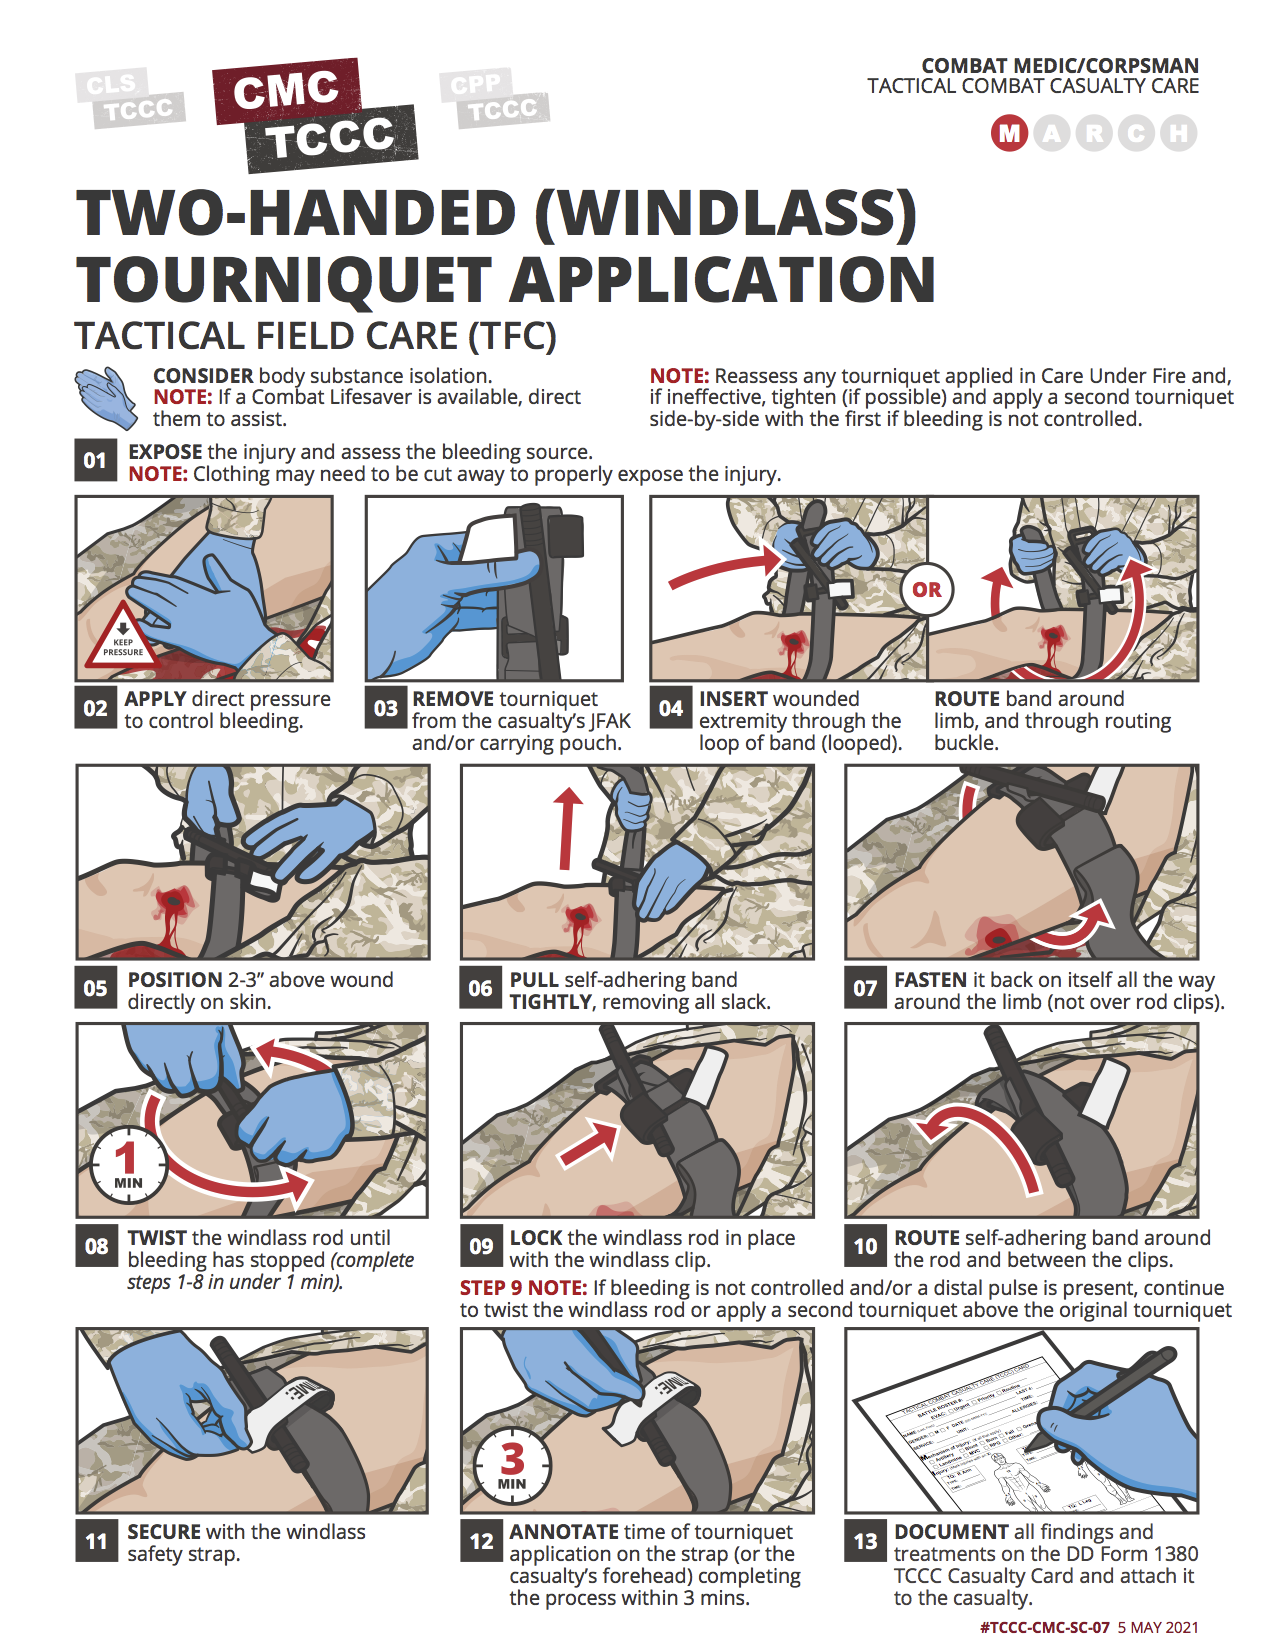 CLS
TCCC
CMC
TCCC
CPP
TCCC
COMBAT MEDIC/CORPSMAN
TACTICAL COMBAT CASUALTY CARE
M A R C H
TWO-HANDED (WINDLASS)
TOURNIQUET APPLICATION
TACTICAL FIELD CARE (TFC)
CONSIDER body substance isolation.
NOTE: If a Combat Lifesaver is available, direct
them to assist.
NOTE: Reassess any tourniquet applied in Care Under Fire and,
if ineffective, tighten (if possible) and apply a second tourniquet
side-by-side with the first if bleeding is not controlled.
01 EXPOSE the injury and assess the bleeding source.
NOTE: Clothing may need to be cut away to properly expose the injury.
KEEP
PRESSURE
OR
02 APPLY direct pressure
to control bleeding.
03 REMOVE tourniquet
from the casualty's JFAK
and/or carrying pouch.
04 INSERT wounded
extremity through the
loop of band (looped).
ROUTE band around
limb, and through routing
buckle.
05 POSITION 2-3” above wound
directly on skin.
06 PULL self-adhering band
TIGHTLY, removing all slack.
07 FASTEN it back on itself all the way
around the limb (not over rod clips).
1
MIN
08 TWIST the windlass rod until
bleeding has stopped (complete
steps 1-8 in under 1 min).
09 LOCK the windlass rod in place
with the windlass clip.
10 ROUTE self-adhering band around
the rod and between the clips.
STEP 9 NOTE: If bleeding is not controlled and/or a distal pulse is present, continue
to twist the windlass rod or apply a second tourniquet above the original tourniquet
TIME:
TIME:
3
MIN
TACTICAL COMBAT CASUALTY CARE (TCCC) CARD
BATTLE ROSTER #:
EVAC: Urgent Priority Routine
11 SECURE with the windlass
safety strap.
12 ANNOTATE time of tourniquet
application on the strap (or the
casualty's forehead) completing
the process within 3 mins.
13 DOCUMENT all findings and
treatments on the DD Form 1380
TCCC Casualty Card and attach it
to the casualty.
#TCCC-CMC-SC-07 5 MAY 2021